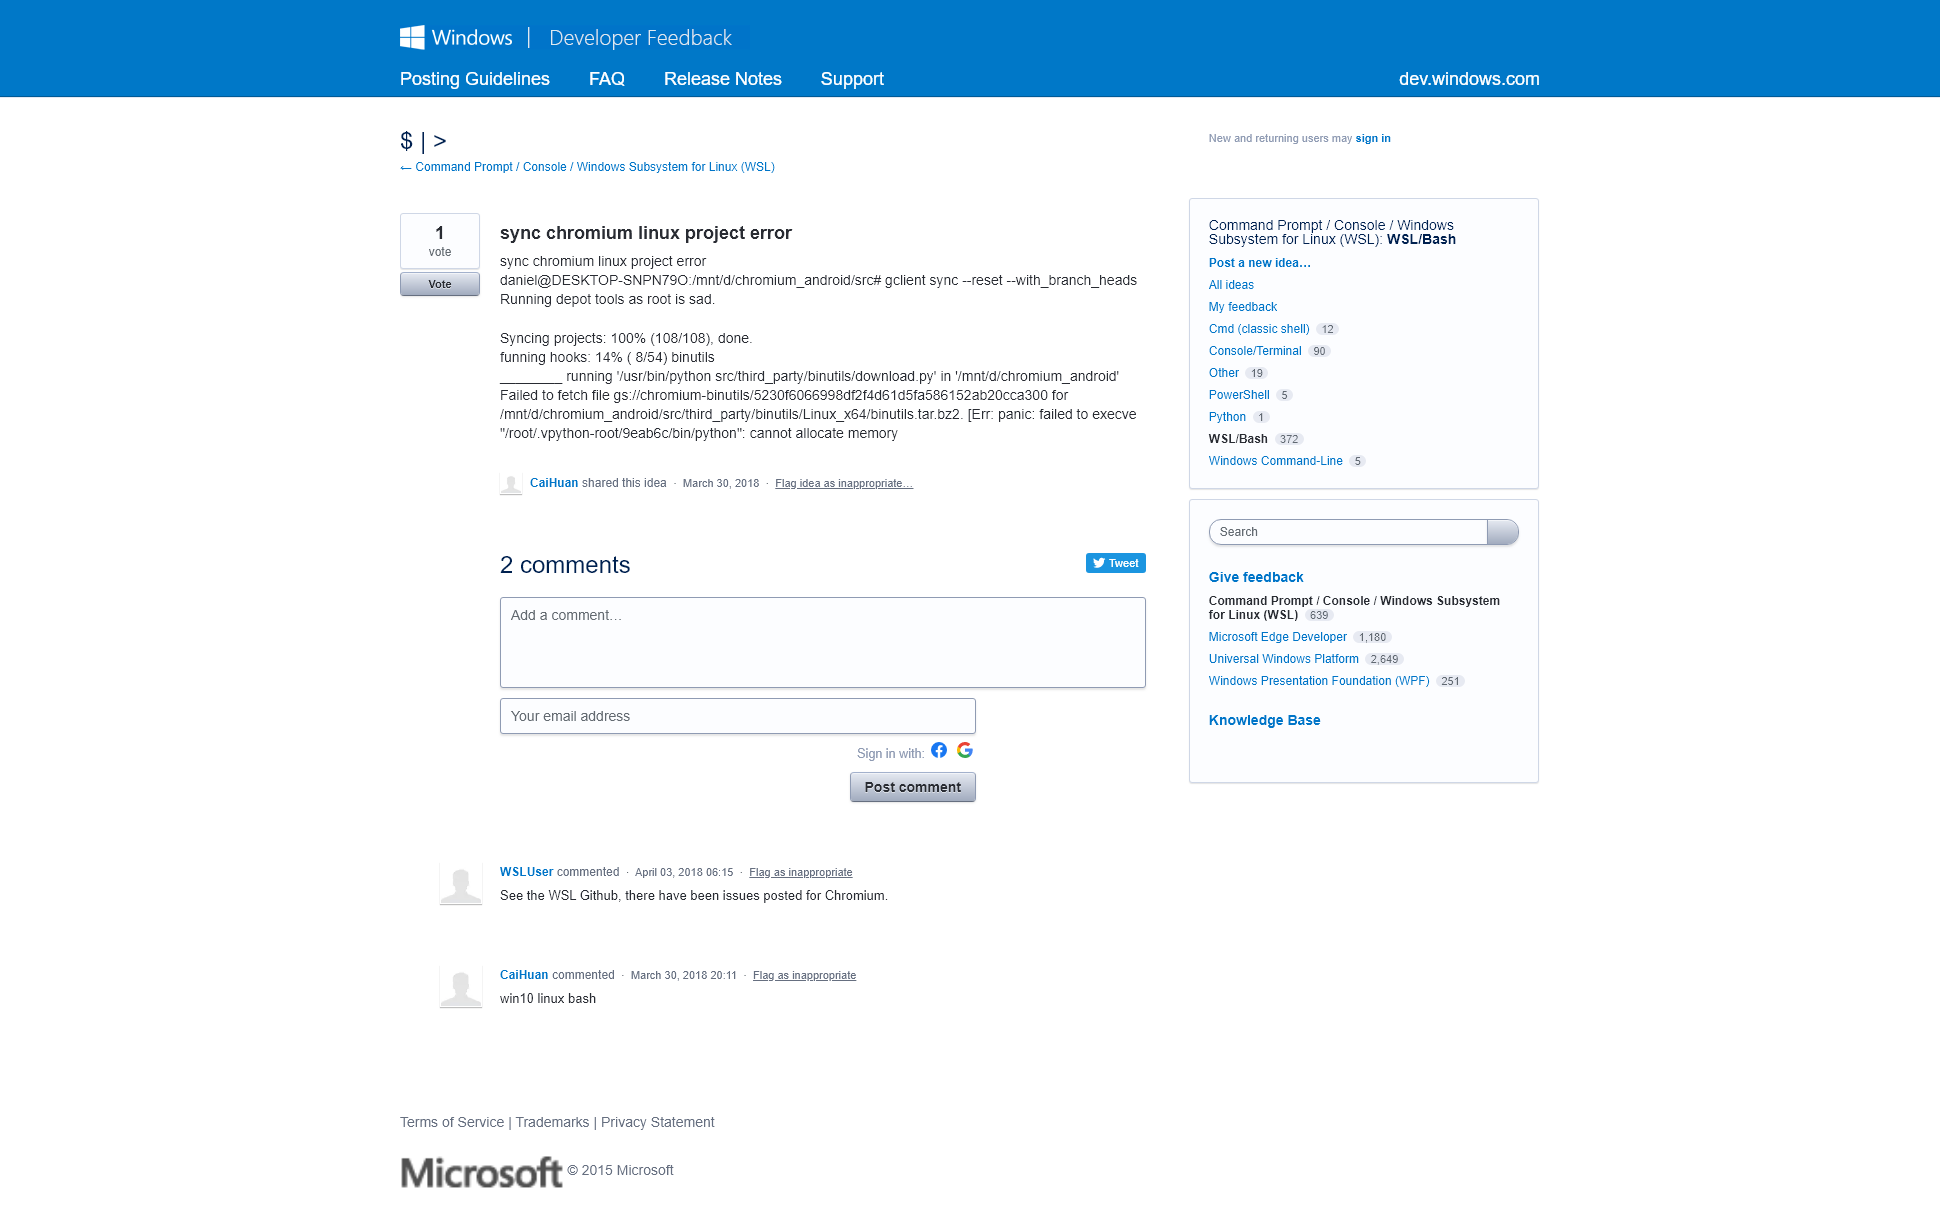 Windows | Developer Feedback
Posting Guidelines FAQ Release Notes Support dev.windows.com
$ | >
← Command Prompt / Console / Windows Subsystem for Linux (WSL)
New and returning users may sign in
1
vote
Vote
sync chromium linux project error
sync chromium linux project error
daniel@DESKTOP-SNPN79O:/mnt/d/chromium_android/src# gclient sync --reset --with_branch_heads
Running depot tools as root is sad.
Syncing projects: 100% (108/108), done.
funning hooks: 14% ( 8/54) binutils
________ running '/usr/bin/python src/third_party/binutils/download.py' in '/mnt/d/chromium_android'
Failed to fetch file gs://chromium-binutils/5230f6066998df2f4d61d5fa586152ab20cca300 for
/mnt/d/chromium_android/src/third_party/binutils/Linux_x64/binutils.tar.bz2. [Err: panic: failed to execve
"/root/.vpython-root/9eab6c/bin/python": cannot allocate memory
CaiHuan shared this idea · March 30, 2018 · Flag idea as inappropriate…
2 comments
Tweet
Add a comment…
Your email address
Sign in with:
Post comment
WSLUser commented · April 03, 2018 06:15 · Flag as inappropriate
See the WSL Github, there have been issues posted for Chromium.
CaiHuan commented · March 30, 2018 20:11 · Flag as inappropriate
win10 linux bash
Command Prompt / Console / Windows
Subsystem for Linux (WSL): WSL/Bash
Post a new idea…
All ideas
My feedback
Cmd (classic shell) 12
Console/Terminal 90
Other 19
PowerShell 5
Python 1
WSL/Bash 372
Windows Command-Line 5
Search
Give feedback
Command Prompt / Console / Windows Subsystem
for Linux (WSL) 639
Microsoft Edge Developer 1,180
Universal Windows Platform 2,649
Windows Presentation Foundation (WPF) 251
Knowledge Base
Terms of Service | Trademarks | Privacy Statement
Microsoft © 2015 Microsoft